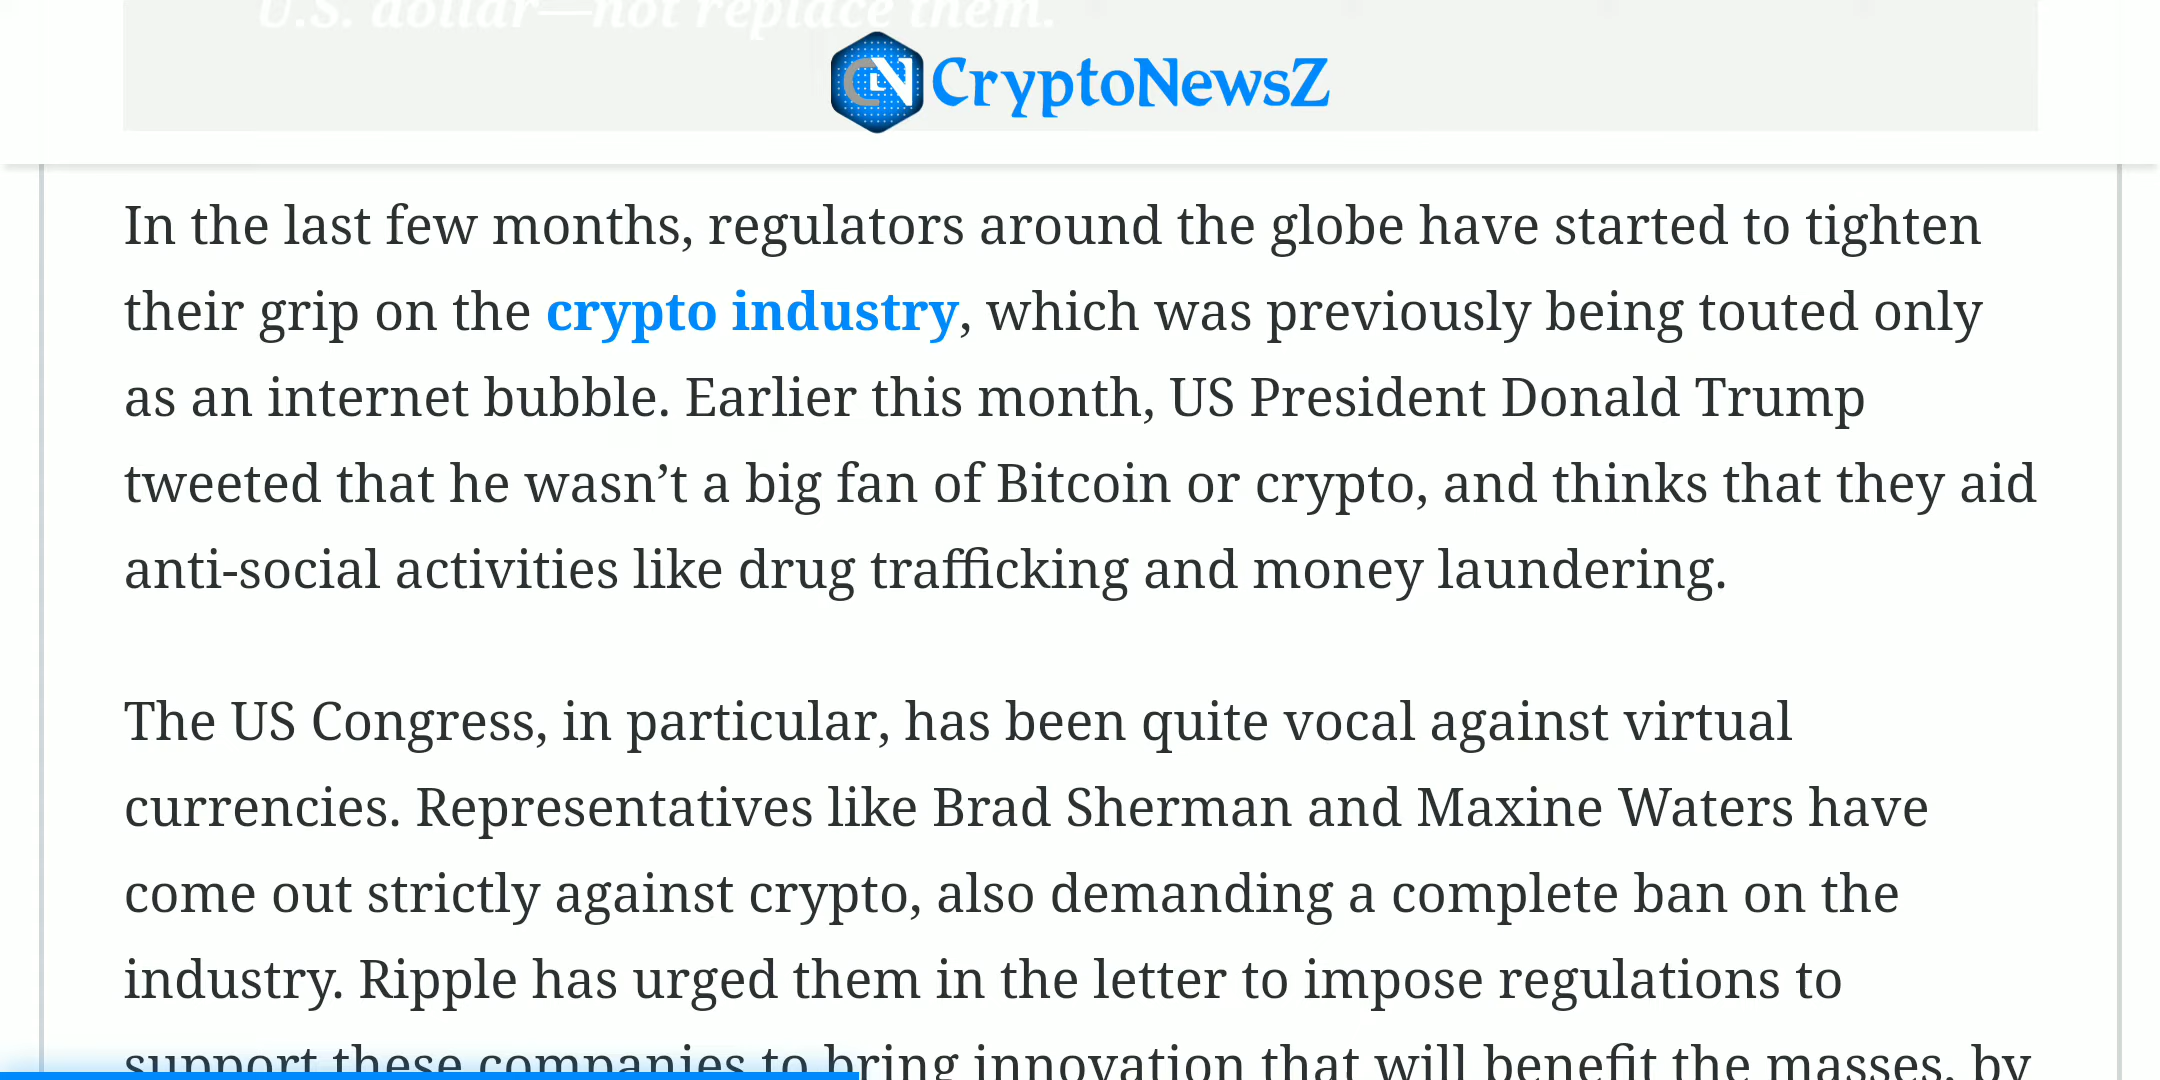 U.S. dollar—not replace them.
CryptoNewsZ
In the last few months, regulators around the globe have started to tighten
their grip on the crypto industry, which was previously being touted only
as an internet bubble. Earlier this month, US President Donald Trump
tweeted that he wasn’t a big fan of Bitcoin or crypto, and thinks that they aid
anti-social activities like drug trafficking and money laundering.
The US Congress, in particular, has been quite vocal against virtual
currencies. Representatives like Brad Sherman and Maxine Waters have
come out strictly against crypto, also demanding a complete ban on the
industry. Ripple has urged them in the letter to impose regulations to
support these companies to bring innovation that will benefit the masses, by